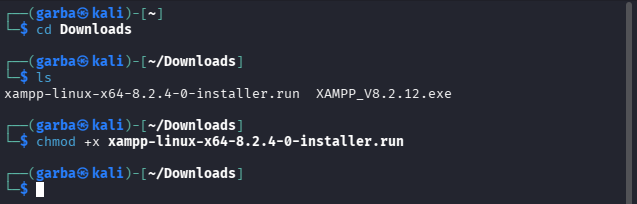 ┌──(garba㉿kali)-[~]
└─$ cd Downloads
┌──(garba㉿kali)-[~/Downloads]
└─$ ls
xampp-linux-x64-8.2.4-0-installer.run  XAMPP_V8.2.12.exe
┌──(garba㉿kali)-[~/Downloads]
└─$ chmod +x xampp-linux-x64-8.2.4-0-installer.run
┌──(garba㉿kali)-[~/Downloads]
└─$